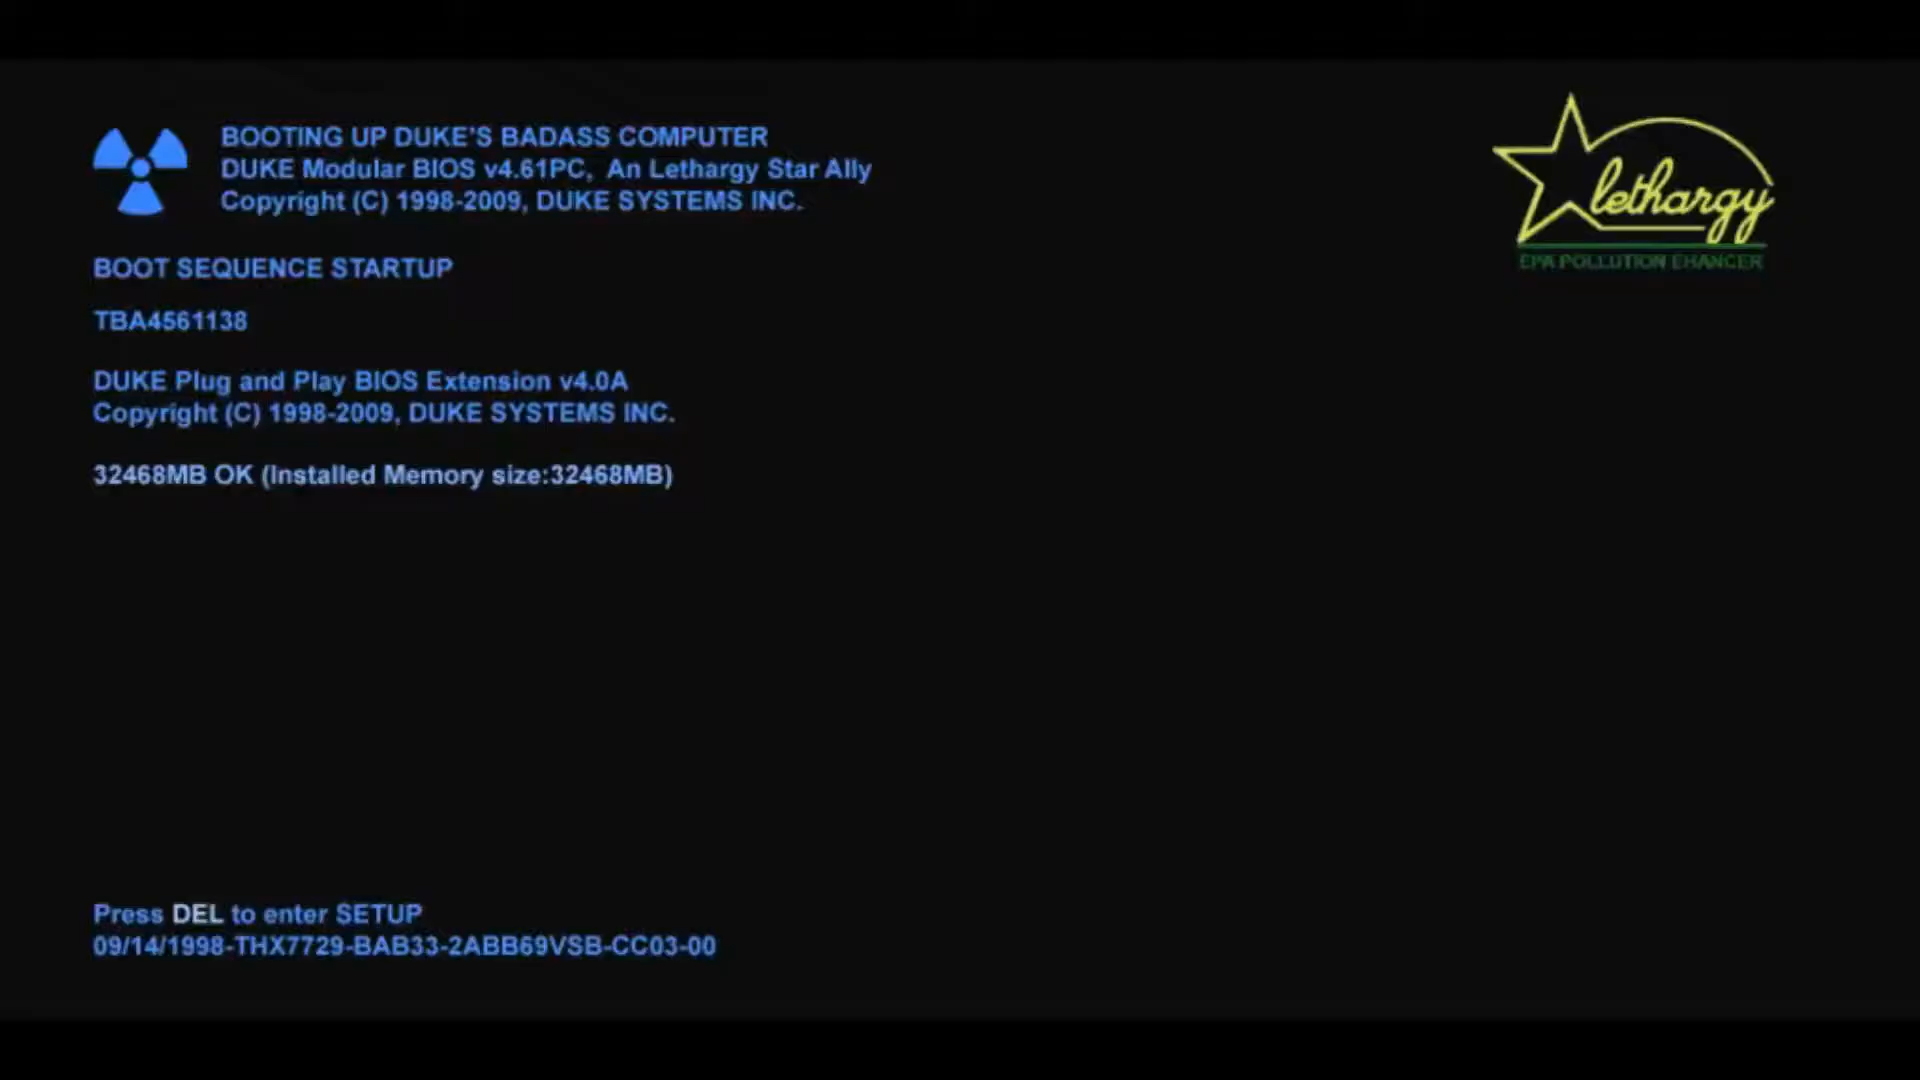 BOOTING UP DUKE'S BADASS COMPUTER
DUKE Modular BIOS v4.61PC, An Lethargy Star Ally
Copyright (C) 1998-2009, DUKE SYSTEMS INC.
lethargy
EPA POLLUTION EHANCER
BOOT SEQUENCE STARTUP
TBA4561138
DUKE Plug and Play BIOS Extension v4.0A
Copyright (C) 1998-2009, DUKE SYSTEMS INC.
32468MB OK (Installed Memory size:32468MB)
Press DEL to enter SETUP
09/14/1998-THX7729-BAB33-2ABB69VSB-CC03-00